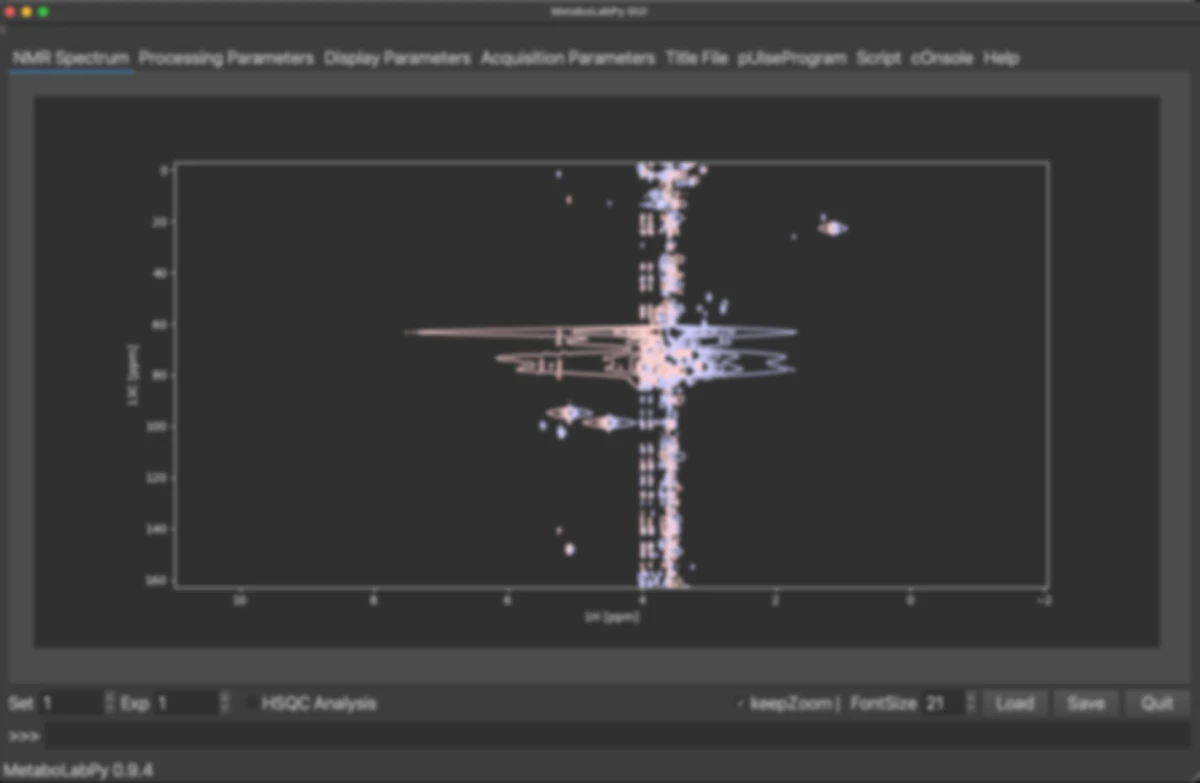 MetaboLabPy GUI
NMR Spectrum Processing Parameters Display Parameters Acquisition Parameters Title File pUlseProgram Script cOnsole Help
0
20
40
60
80
100
120
140
160
13C [ppm]
10 8 6 4 2 0 −2
1H [ppm]
Set 1 Exp 1 HSQC Analysis keepZoom | FontSize 21 Load Save Quit
>>>
MetaboLabPy 0.9.4